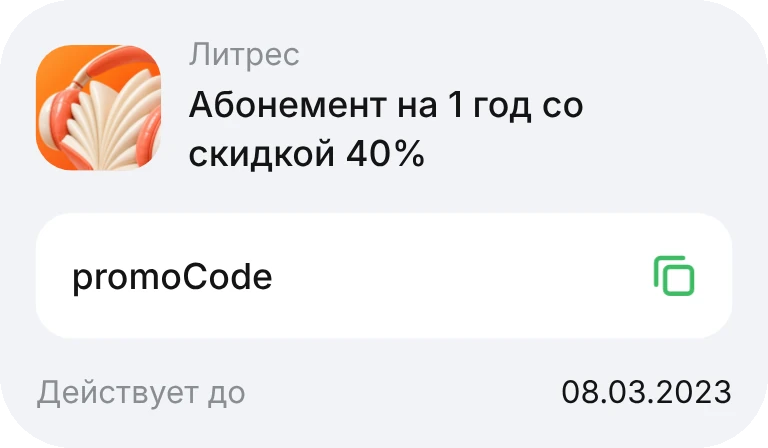 Литрес
Абонемент на 1 год со
скидкой 40%
promoCode
Действует до
08.03.2023